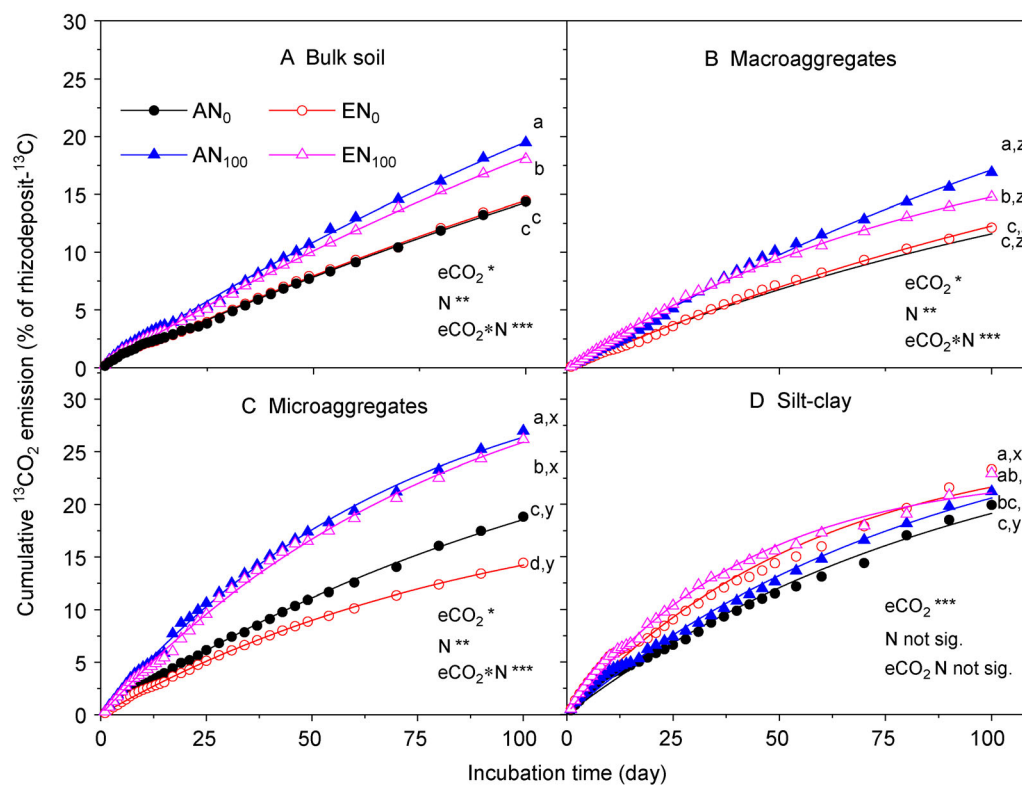 Cumulative ¹³CO₂ emission (% of rhizodeposit-¹³C)
30
25
20
15
10
5
0
A Bulk soil
AN₀
EN₀
AN₁₀₀
EN₁₀₀
a
b
c
c
eCO₂ *
N **
eCO₂*N ***
B Macroaggregates
a,z
b,z
c,
c,z
eCO₂ *
N **
eCO₂*N ***
30
25
20
15
10
5
0
C Microaggregates
a,x
b,x
c,y
d,y
eCO₂ *
N **
eCO₂*N ***
D Silt-clay
a,x
ab,
bc,
c,y
eCO₂ ***
N not sig.
eCO₂ N not sig.
0 25 50 75 100
0 25 50 75 100
Incubation time (day)